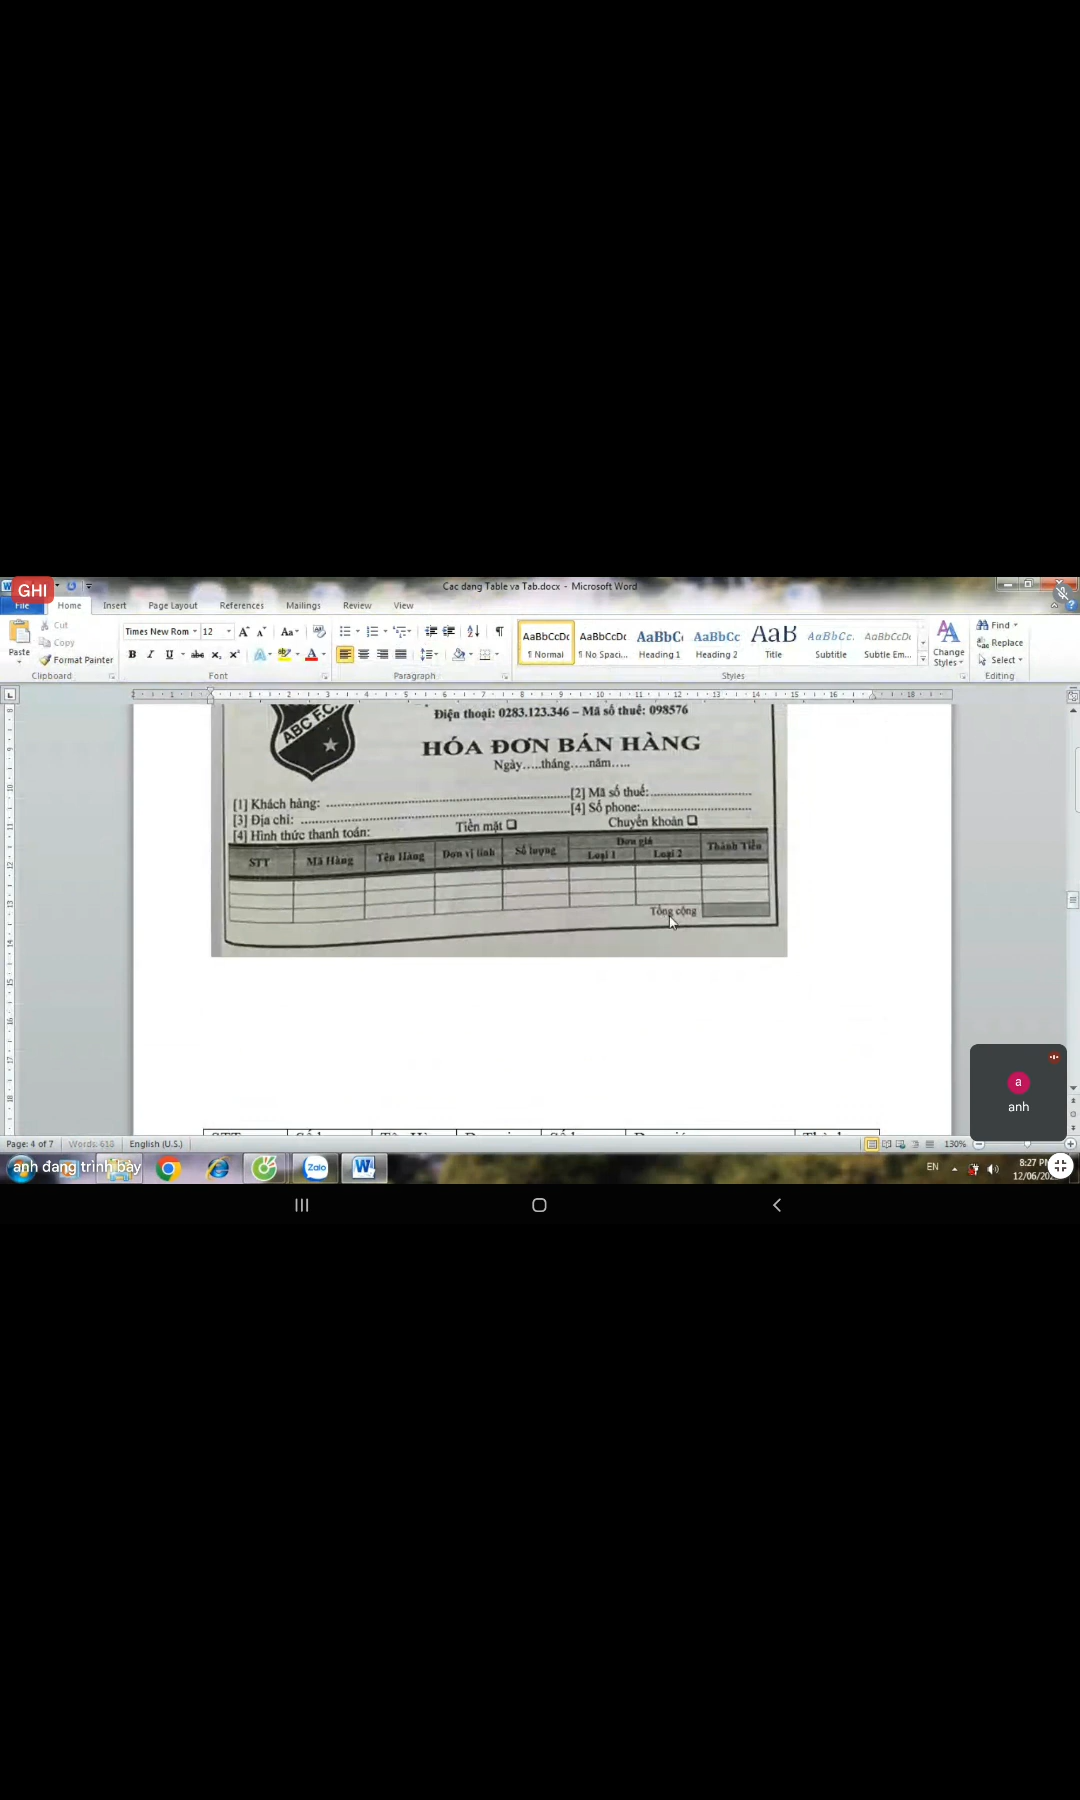 GHI
Cac dang Table va Tab.docx - Microsoft Word
File Home Insert Page Layout References Mailings Review View
Paste
Cut
Copy
Format Painter
Clipboard
Times New Rom 12
Font
Paragraph
AaBbCcDc AaBbCcDc AaBbC AaBbCc AaB AaBbCc. AaBbCcDc
¶ Normal ¶ No Spaci... Heading 1 Heading 2 Title Subtitle Subtle Em...
Styles
Change Styles
Find
Replace
Select
Editing
ABC F.C.
Điện thoại: 0283.123.346 – Mã số thuế: 098576
HÓA ĐƠN BÁN HÀNG
Ngày.....tháng.....năm.....
[1] Khách hàng: [2] Mã số thuế:
[3] Địa chỉ: [4] Số phone:
[4] Hình thức thanh toán: Tiền mặt ❑ Chuyển khoản ❑
STT Mã Hàng Tên Hàng Đơn vị tính Số lượng Đơn giá Thành Tiền
Loại 1 Loại 2
Tổng cộng
a
anh
Page: 4 of 7 Words: 618 English (U.S.) 130%
anh đang trình bày
Zalo
EN
8:27 P
12/06/20